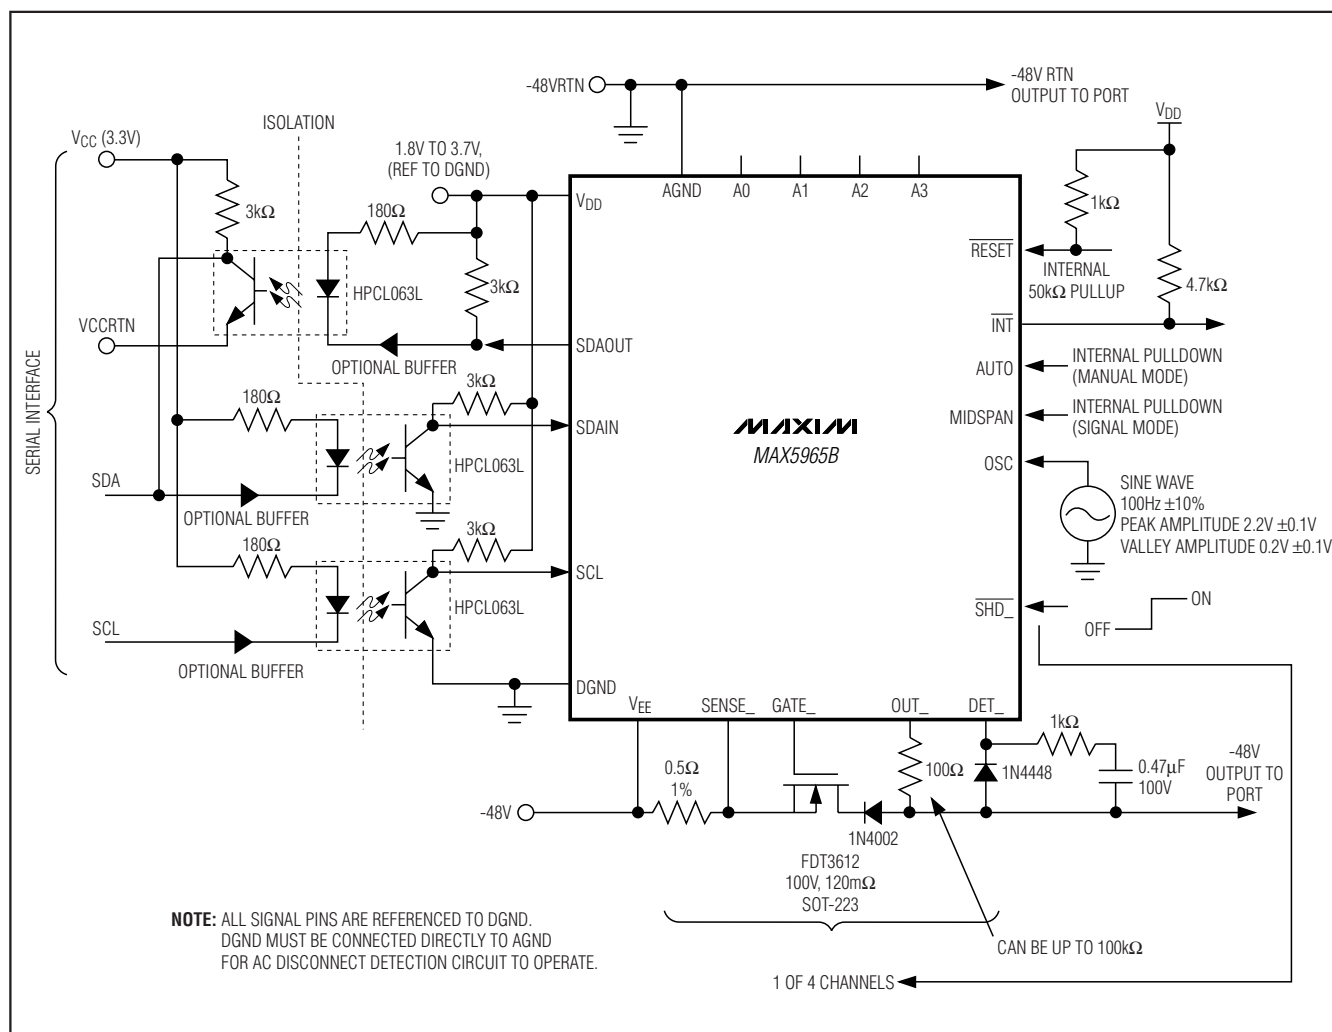 -48VRTN
-48V RTN
OUTPUT TO PORT
VDD
ISOLATION
VCC (3.3V)
1.8V TO 3.7V,
(REF TO DGND)
3kΩ
180Ω
VDD
AGND
A0
A1
A2
A3
1kΩ
RESET
INTERNAL
50kΩ PULLUP
4.7kΩ
HPCL063L
3kΩ
VCCRTN
SDAOUT
OPTIONAL BUFFER
INT
AUTO
INTERNAL PULLDOWN
(MANUAL MODE)
SERIAL INTERFACE
180Ω
3kΩ
SDAIN
MAXIM
MAX5965B
MIDSPAN
INTERNAL PULLDOWN
(SIGNAL MODE)
HPCL063L
OSC
SDA
OPTIONAL BUFFER
SINE WAVE
100Hz ±10%
PEAK AMPLITUDE 2.2V ±0.1V
VALLEY AMPLITUDE 0.2V ±0.1V
180Ω
3kΩ
SCL
HPCL063L
SHD_
ON
OFF
SCL
OPTIONAL BUFFER
DGND
VEE
SENSE_
GATE_
OUT_
DET_
1kΩ
0.5Ω
1%
100Ω
1N4448
0.47μF
100V
-48V
OUTPUT TO
PORT
-48V
1N4002
FDT3612
100V, 120mΩ
SOT-223
NOTE: ALL SIGNAL PINS ARE REFERENCED TO DGND.
DGND MUST BE CONNECTED DIRECTLY TO AGND
FOR AC DISCONNECT DETECTION CIRCUIT TO OPERATE.
CAN BE UP TO 100kΩ
1 OF 4 CHANNELS